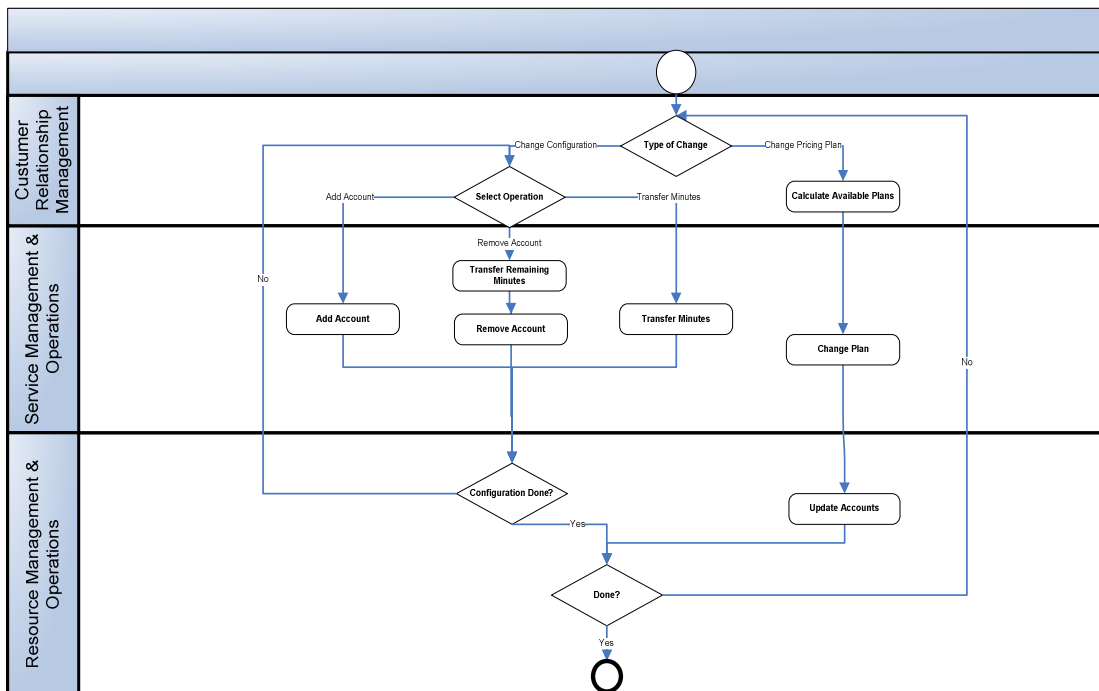 Custumer
Relationship
Management
Type of Change
Change Configuration
Change Pricing Plan
Select Operation
Add Account
Transfer Minutes
Calculate Available Plans
Service Management &
Operations
Remove Account
Transfer Remaining
Minutes
No
Add Account
Remove Account
Transfer Minutes
Change Plan
No
Resource Management &
Operations
Configuration Done?
Update Accounts
Yes
Done?
Yes